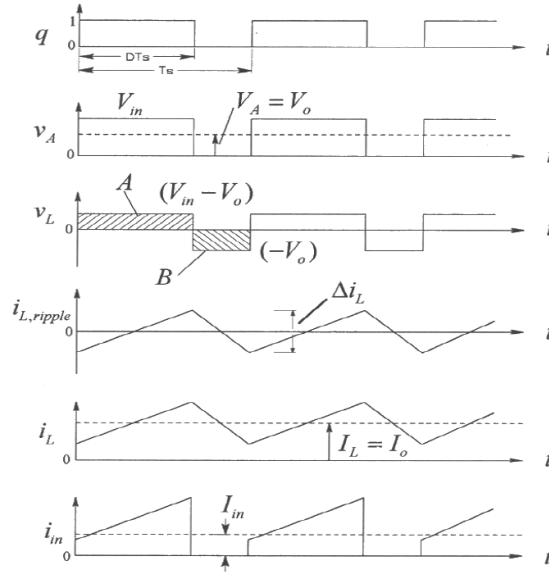 q
1
0
DTs
Ts
t
V_in
V_A = V_o
v_A
0
t
A
(V_in − V_o)
v_L
0
(−V_o)
B
t
i_L,ripple
0
Δi_L
t
i_L
0
I_L = I_o
t
i_in
0
I_in
t